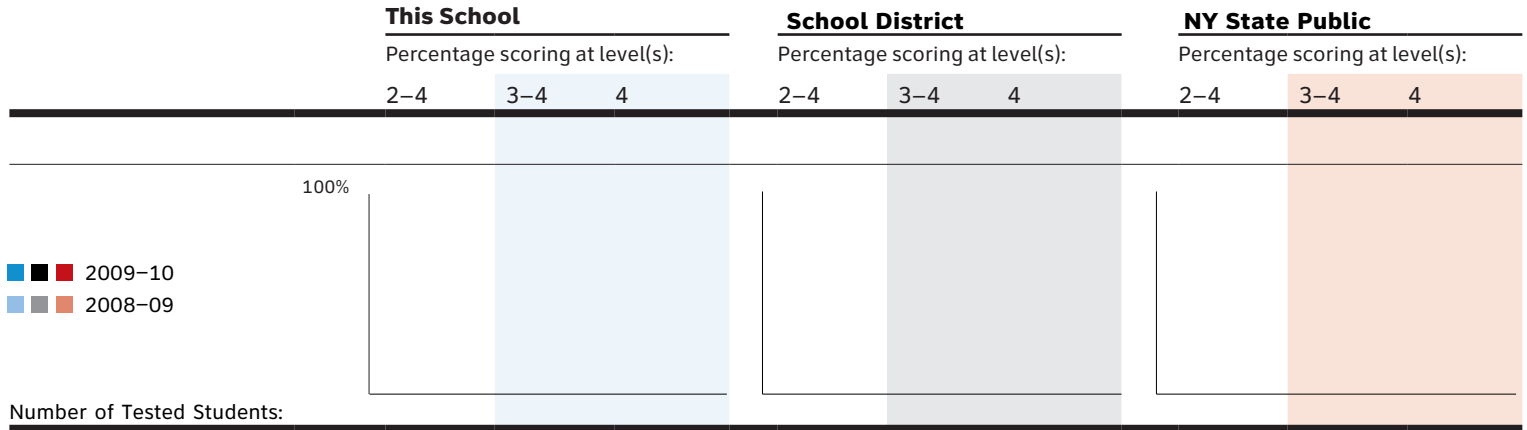 This School School District NY State Public
Percentage scoring at level(s): Percentage scoring at level(s): Percentage scoring at level(s):
2–4 3–4 4 2–4 3–4 4 2–4 3–4 4
100%
2009–10
2008–09
Number of Tested Students: